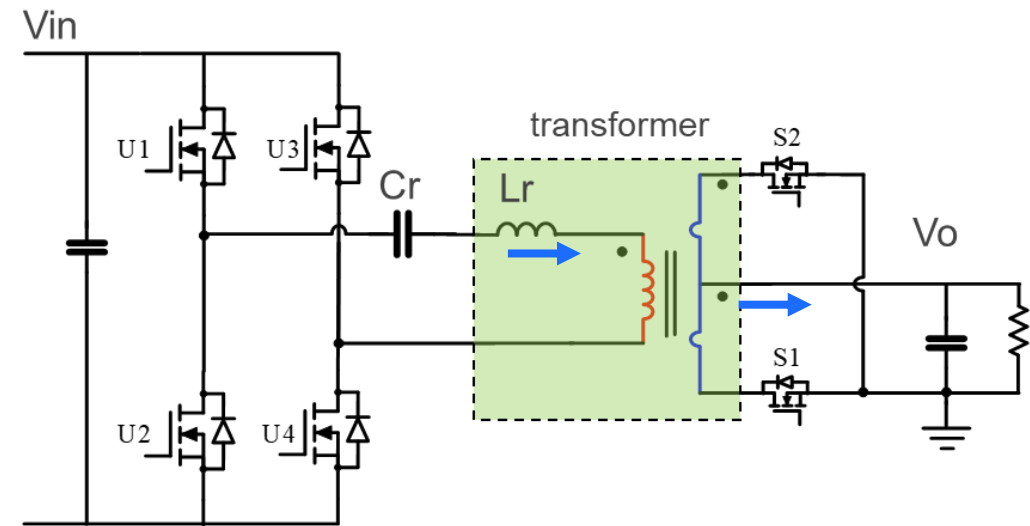 Vin
transformer
U1
U3
S2
Cr
Lr
Vo
S1
U2
U4